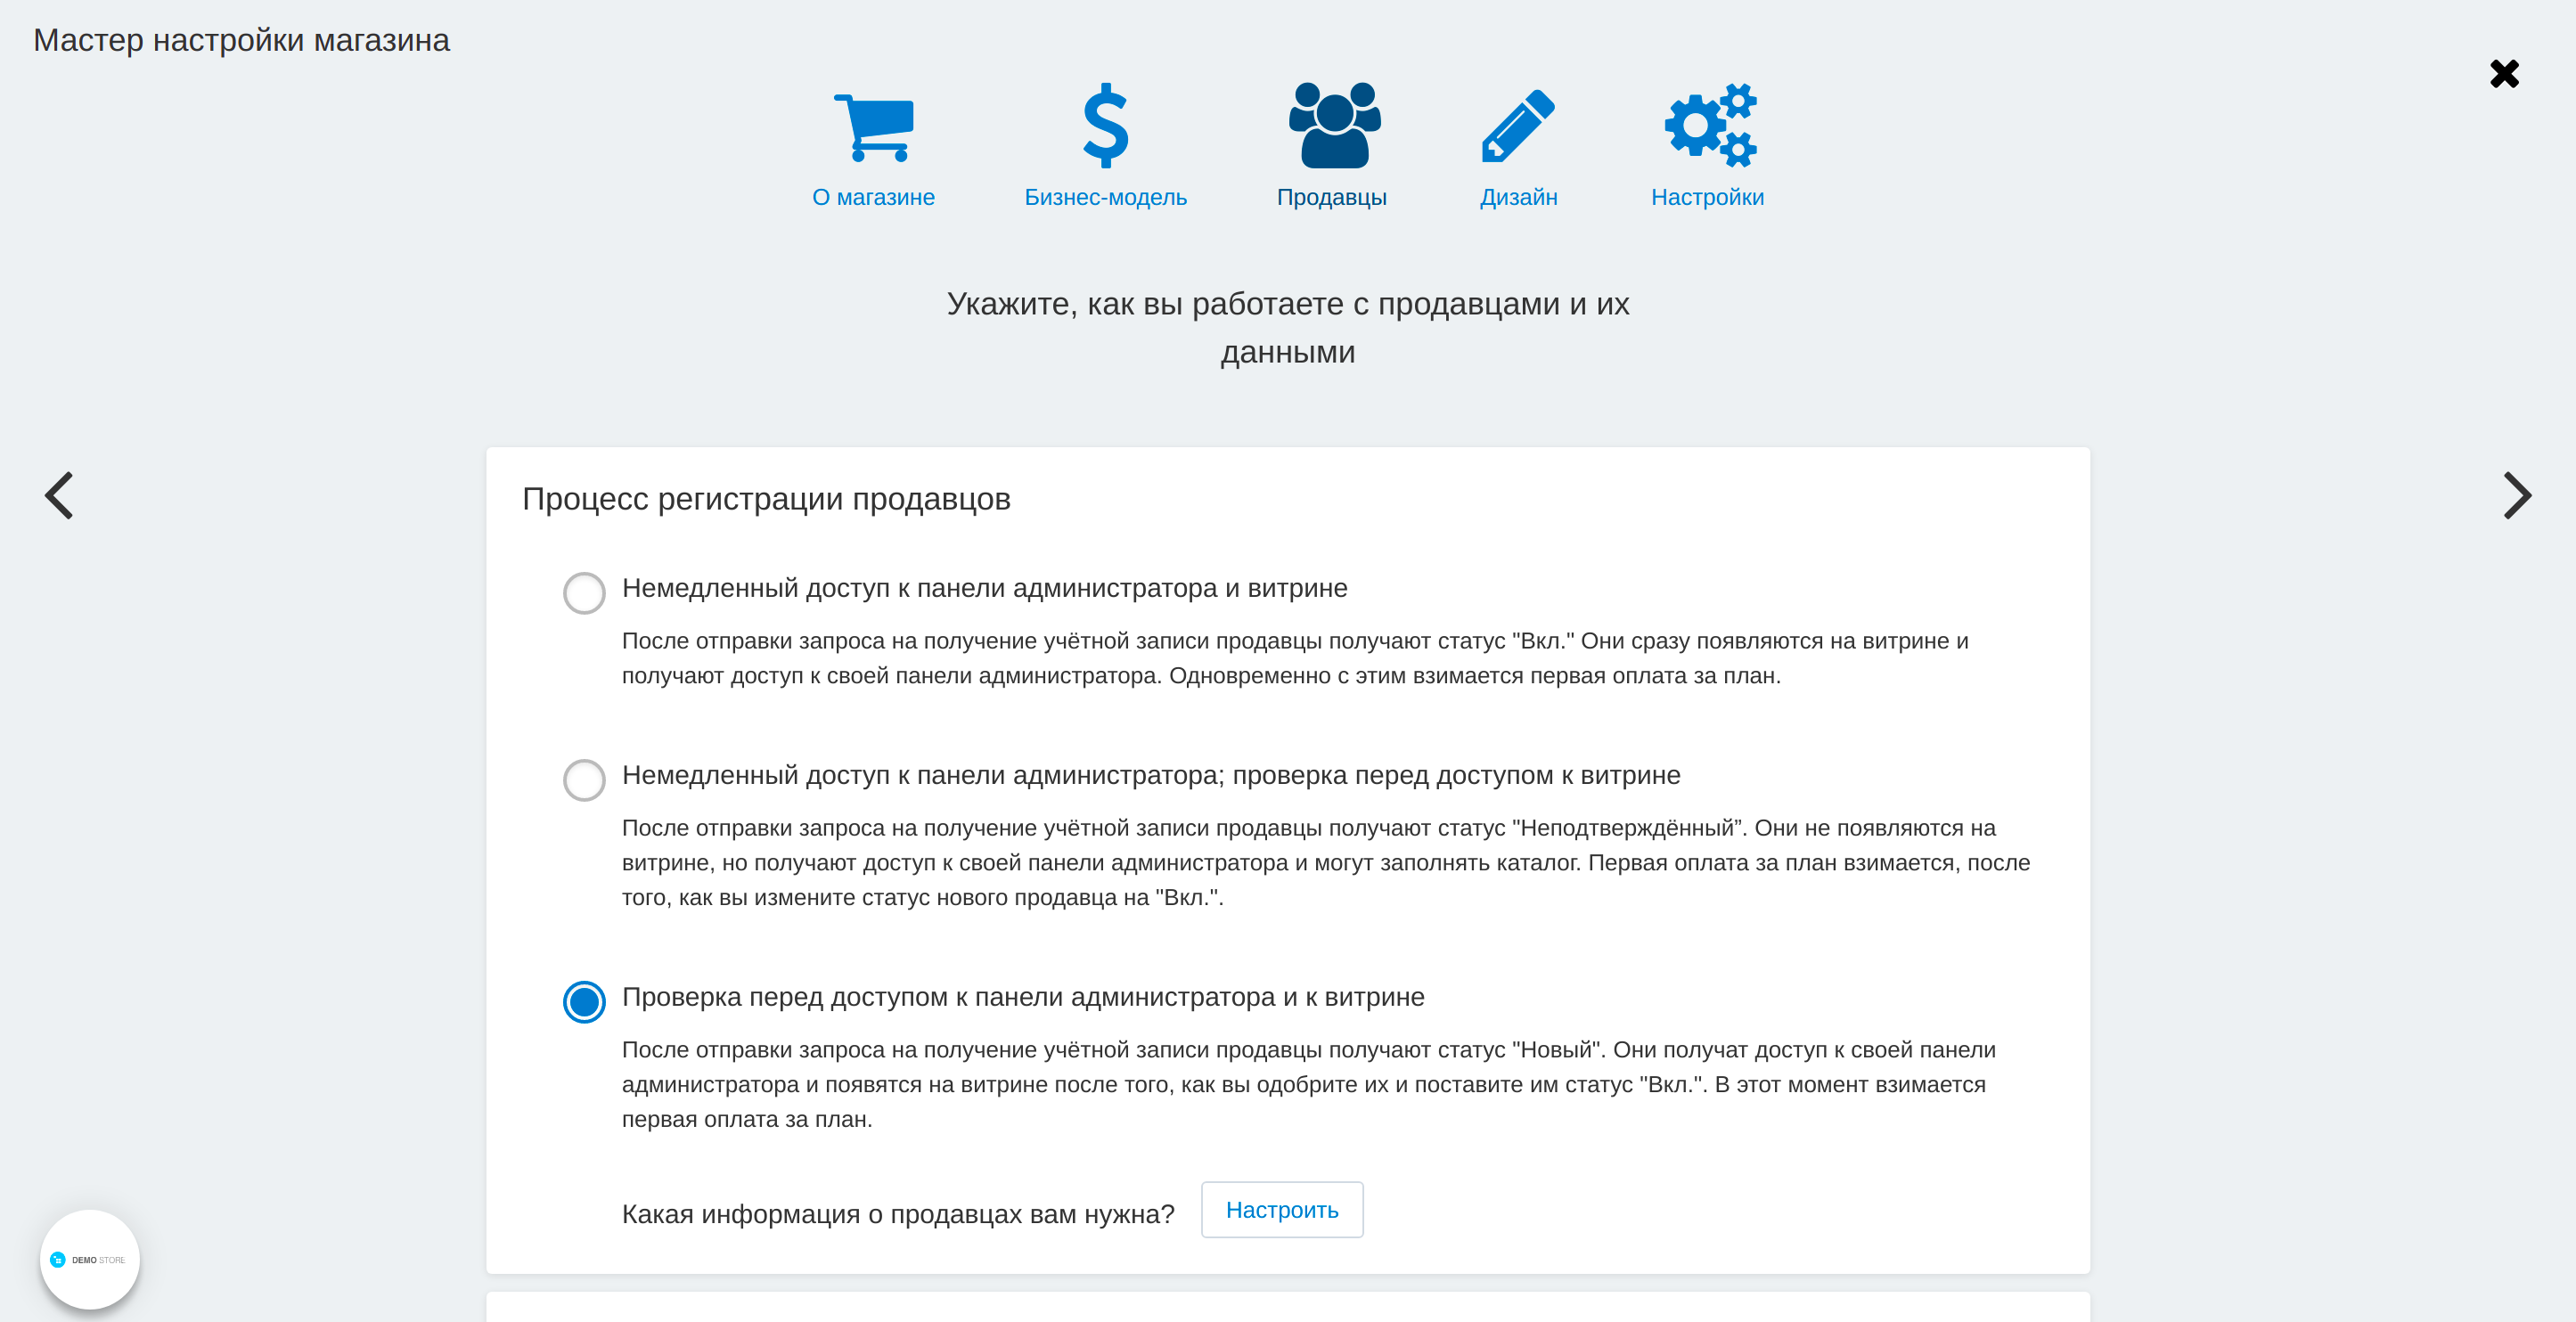 Мастер настройки магазина
О магазине
Бизнес-модель
Продавцы
Дизайн
Настройки
Укажите, как вы работаете с продавцами и их
данными
Процесс регистрации продавцов
Немедленный доступ к панели администратора и витрине
После отправки запроса на получение учётной записи продавцы получают статус "Вкл." Они сразу появляются на витрине и
получают доступ к своей панели администратора. Одновременно с этим взимается первая оплата за план.
Немедленный доступ к панели администратора; проверка перед доступом к витрине
После отправки запроса на получение учётной записи продавцы получают статус "Неподтверждённый”. Они не появляются на
витрине, но получают доступ к своей панели администратора и могут заполнять каталог. Первая оплата за план взимается, после
того, как вы измените статус нового продавца на "Вкл.".
Проверка перед доступом к панели администратора и к витрине
После отправки запроса на получение учётной записи продавцы получают статус "Новый". Они получат доступ к своей панели
администратора и появятся на витрине после того, как вы одобрите их и поставите им статус "Вкл.". В этот момент взимается
первая оплата за план.
Какая информация о продавцах вам нужна?
Настроить
DEMO STORE